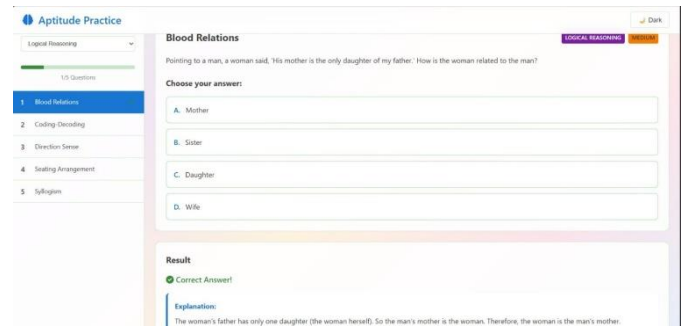 Aptitude Practice
🌙 Dark
Logical Reasoning
1/5 Questions
1 Blood Relations
2 Coding-Decoding
3 Direction Sense
4 Seating Arrangement
5 Syllogism
Blood Relations
LOGICAL REASONING
MEDIUM
Pointing to a man, a woman said, 'His mother is the only daughter of my father.' How is the woman related to the man?
Choose your answer:
A. Mother
B. Sister
C. Daughter
D. Wife
Result
Correct Answer!
Explanation:
The woman's father has only one daughter (the woman herself). So the man's mother is the woman. Therefore, the woman is the man's mother.